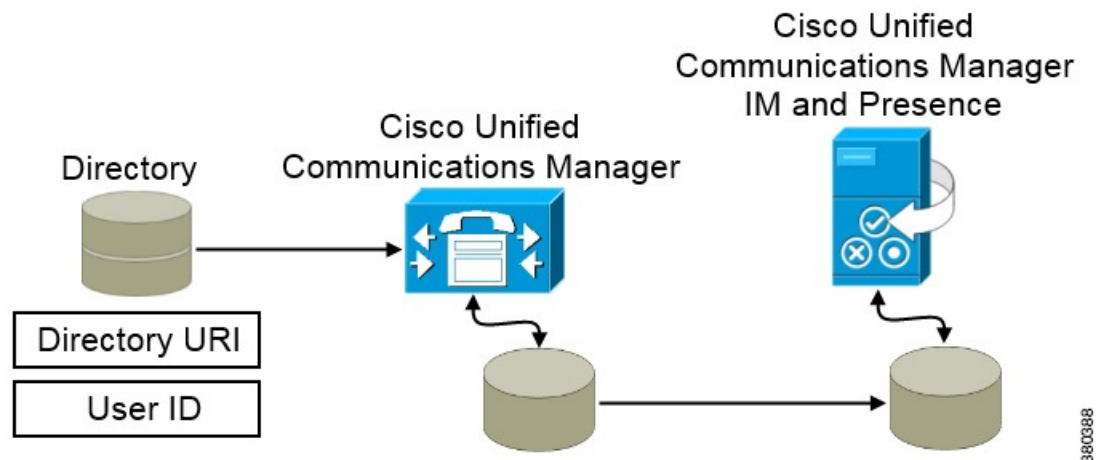 Cisco Unified
Communications Manager
IM and Presence
Cisco Unified
Communications Manager
Directory
Directory URI
User ID
380388